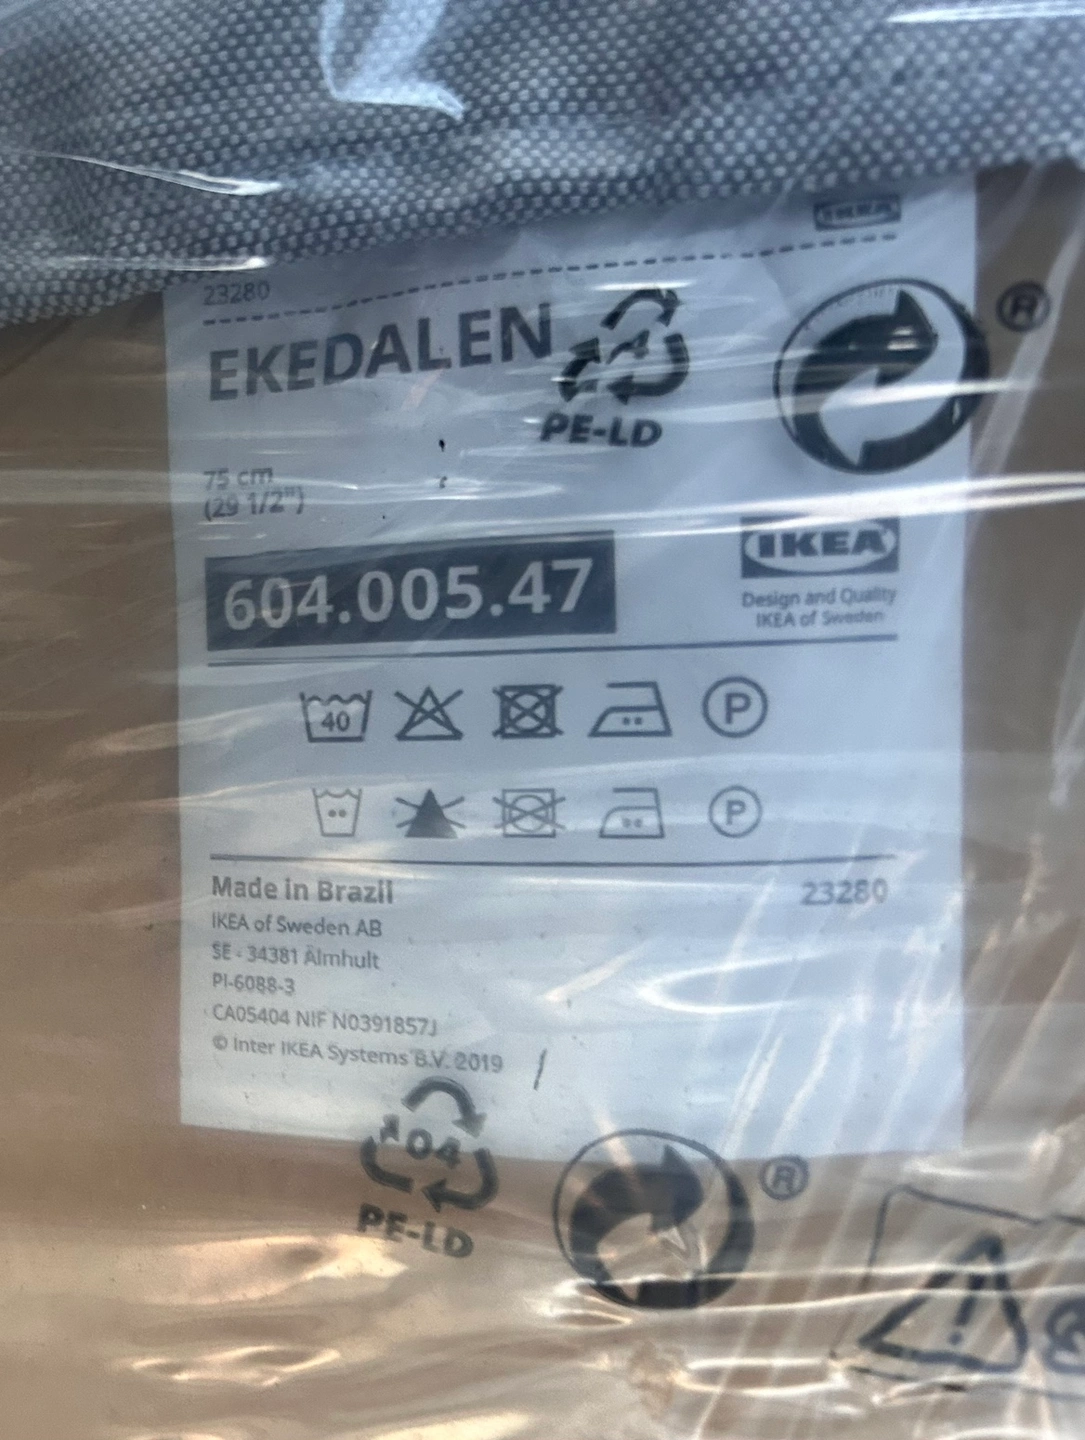 IKEA
23280
EKEDALEN
PE-LD
®
75 cm
(29 1/2")
604.005.47
IKEA
Design and Quality
IKEA of Sweden
40
P
P
Made in Brazil
23280
IKEA of Sweden AB
SE - 34381 Älmhult
PI-6088-3
CA05404 NIF N0391857J
© Inter IKEA Systems B.V. 2019
04
PE-LD
®